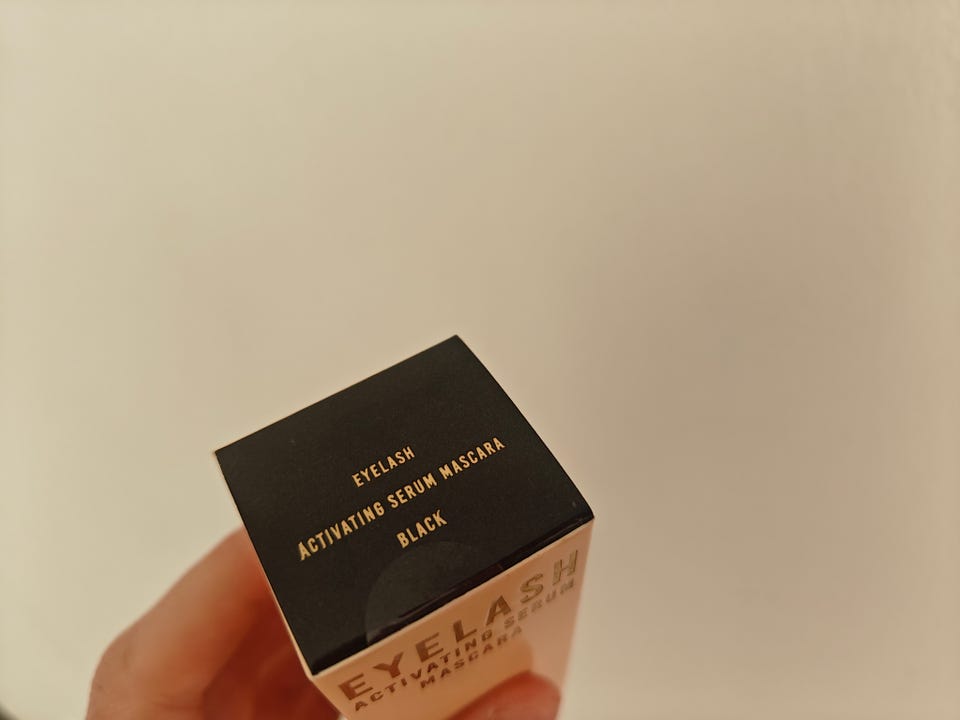 EYELASH
ACTIVATING SERUM MASCARA
BLACK
EYELASH
ACTIVATING SERUM
MASCARA